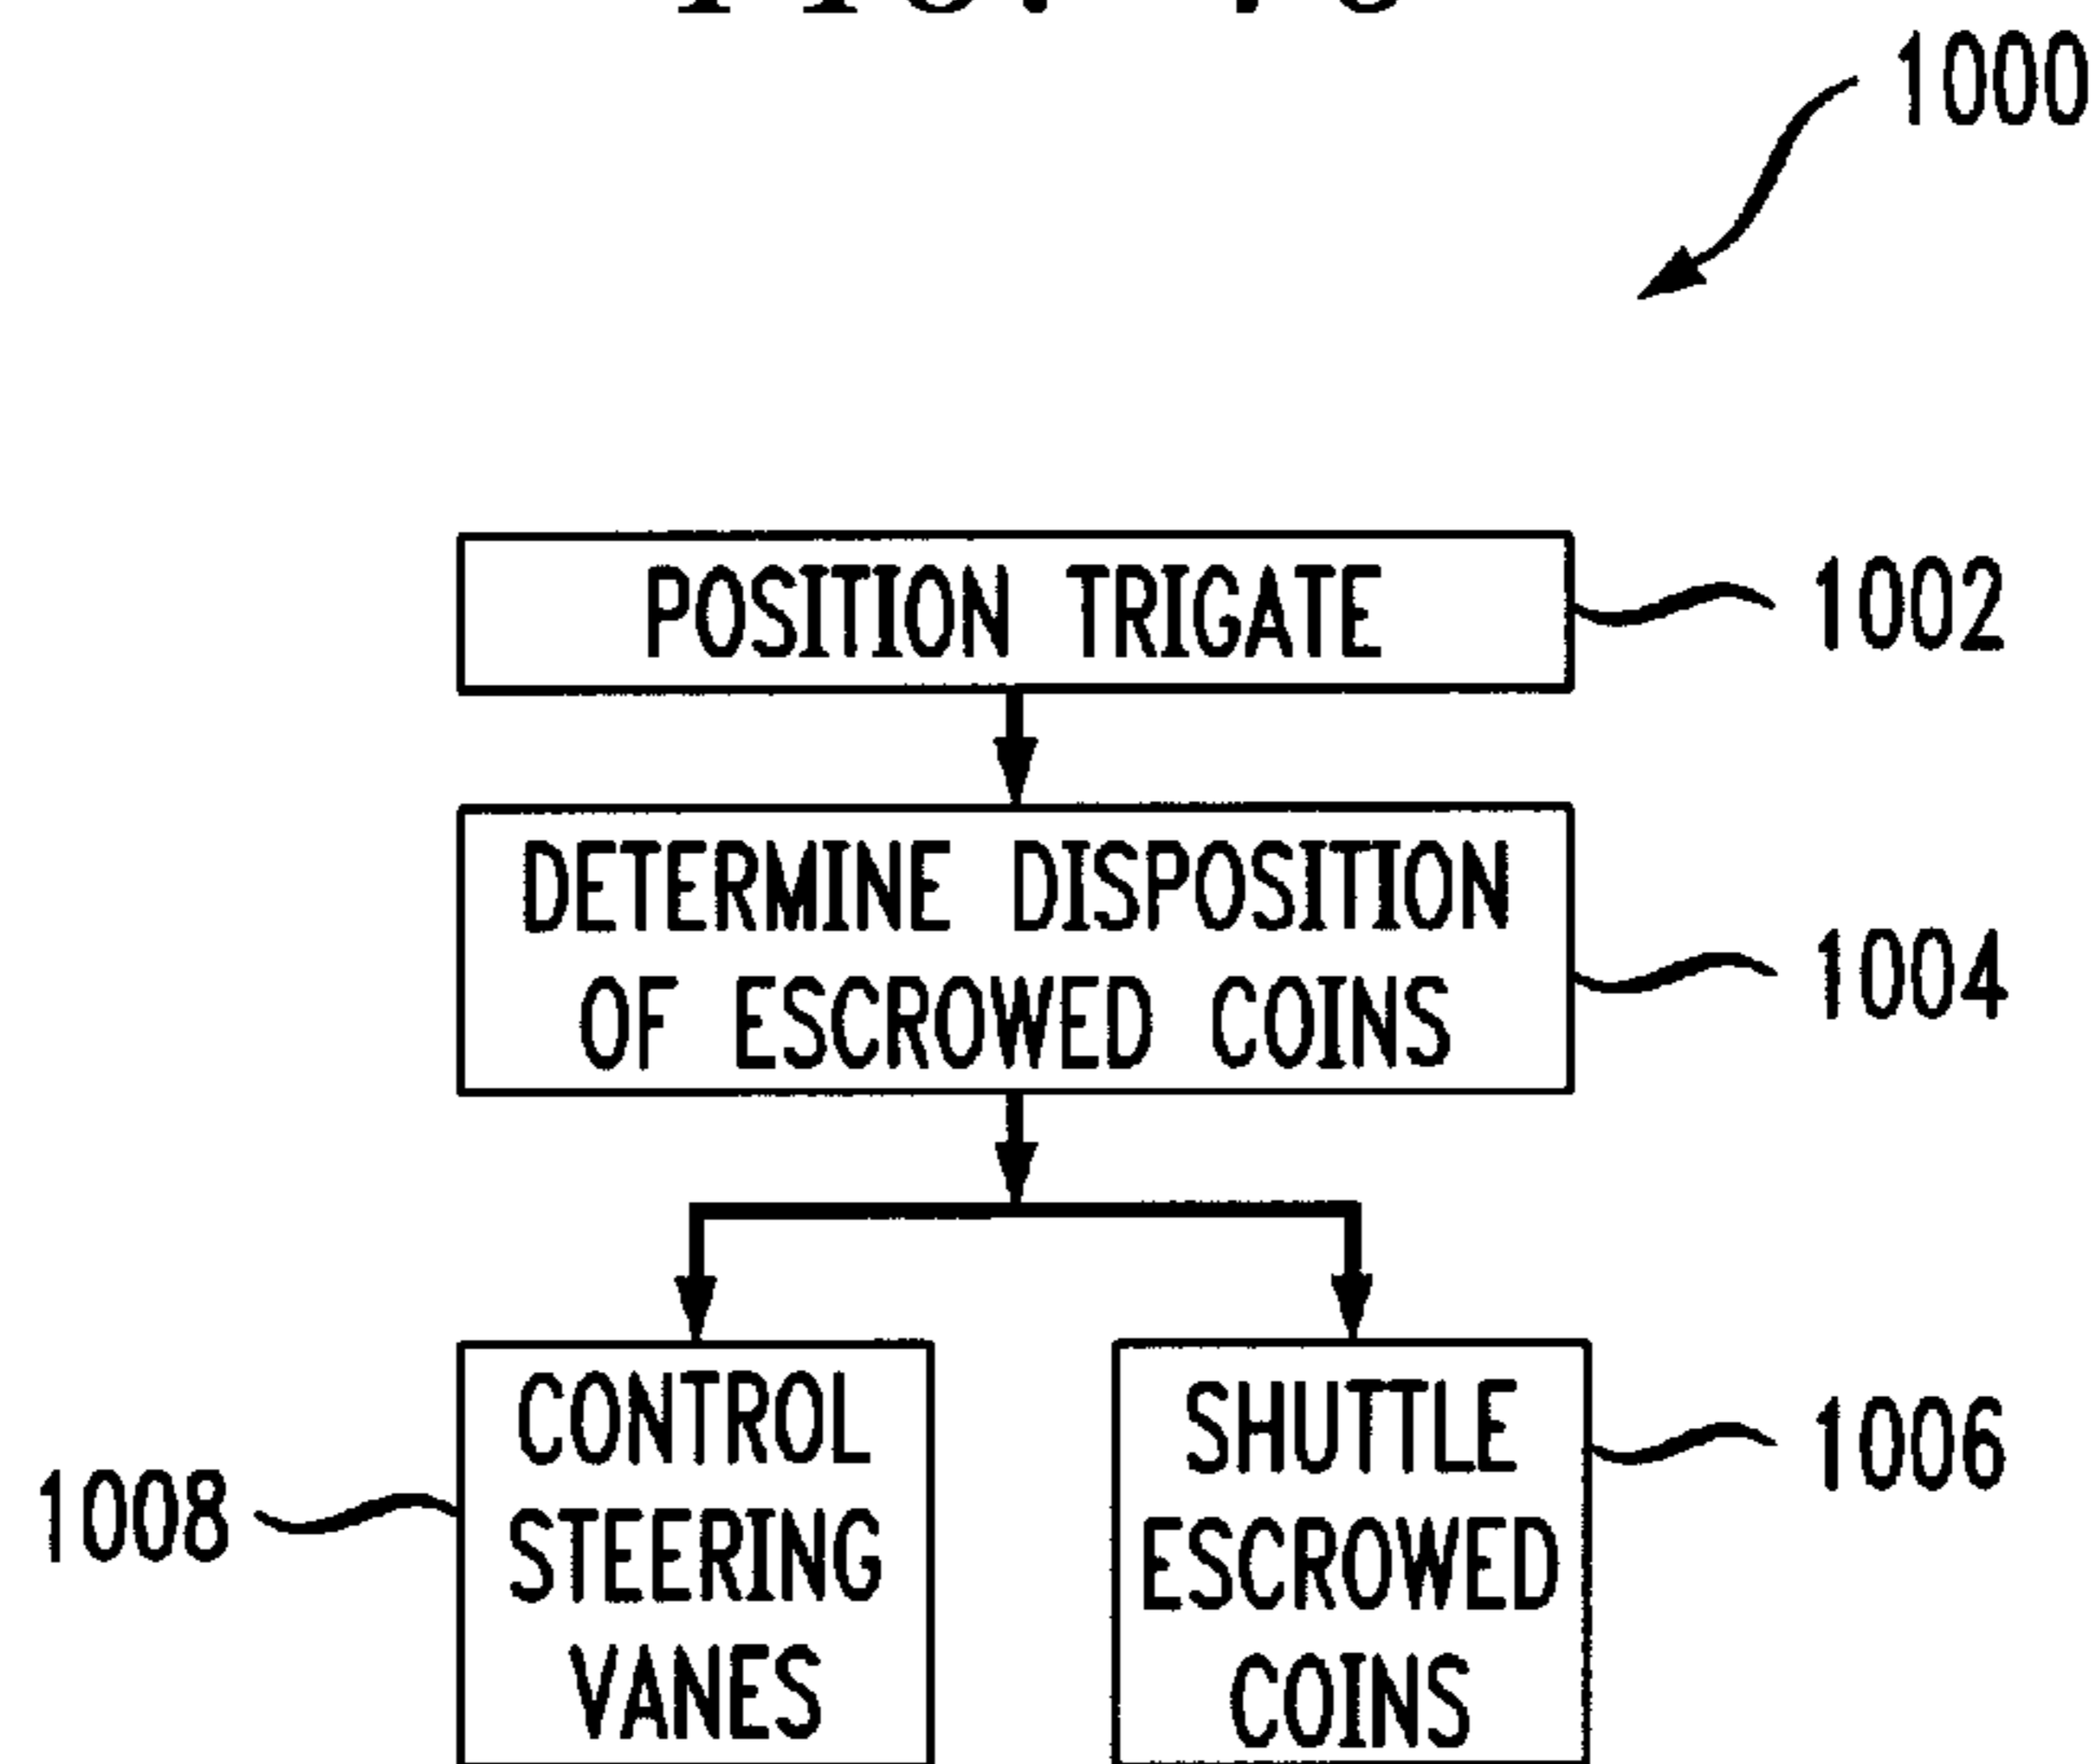 1000
POSITION TRIGATE
1002
DETERMINE DISPOSITION
OF ESCROWED COINS
1004
CONTROL
STEERING
VANES
1008
SHUTTLE
ESCROWED
COINS
1006